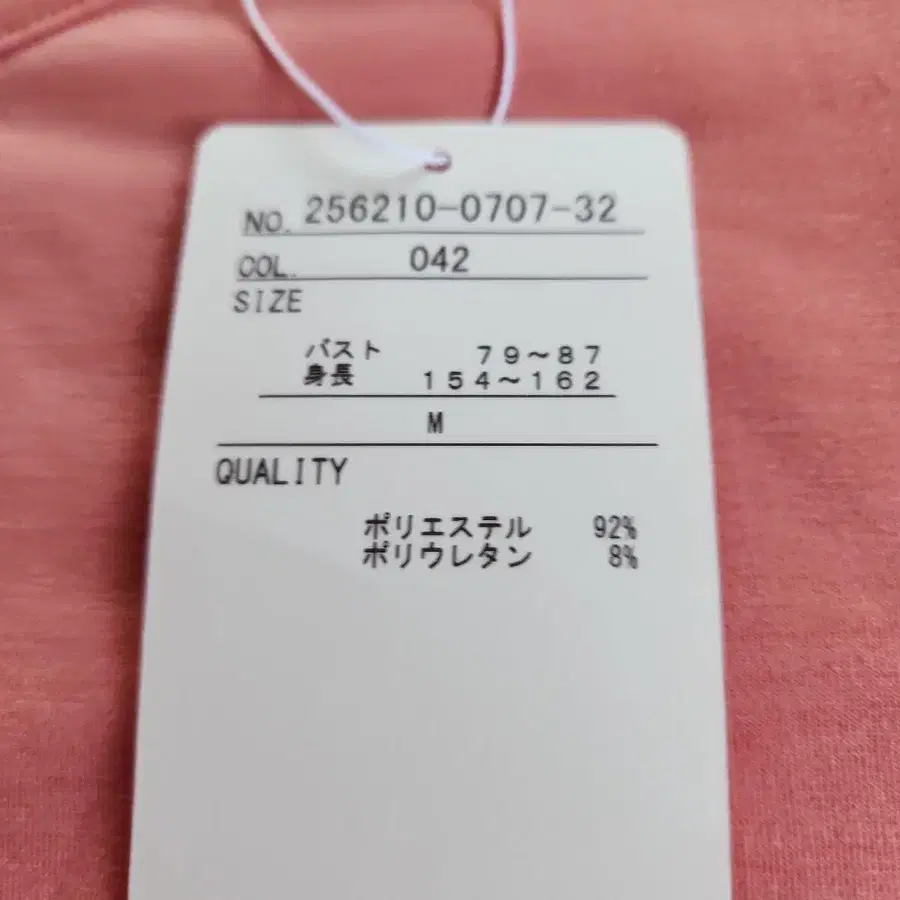 NO. 256210-0707-32
COL. 042
SIZE
バスト 79~87
身長 154~162
M
QUALITY
ポリエステル 92%
ポリウレタン 8%